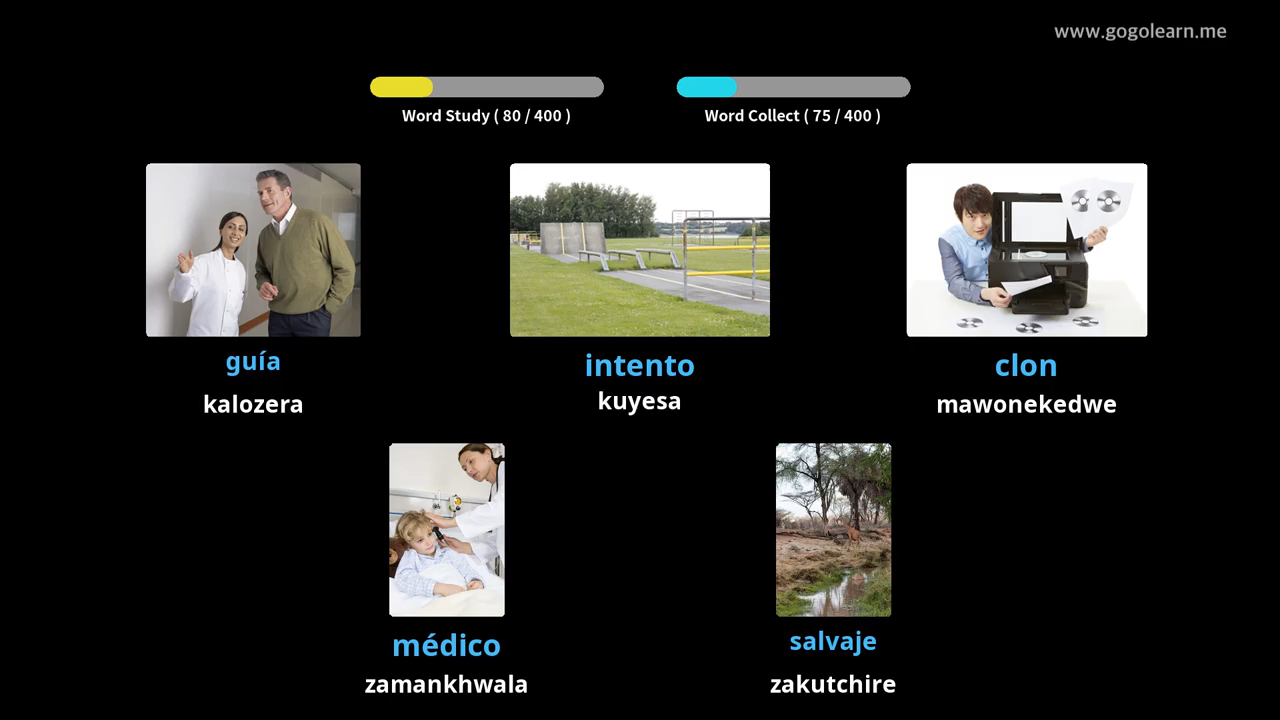 www.gogolearn.me
Word Study ( 80 / 400 )
Word Collect ( 75 / 400 )
guía
kalozera
intento
kuyesa
clon
mawonekedwe
médico
zamankhwala
salvaje
zakutchire